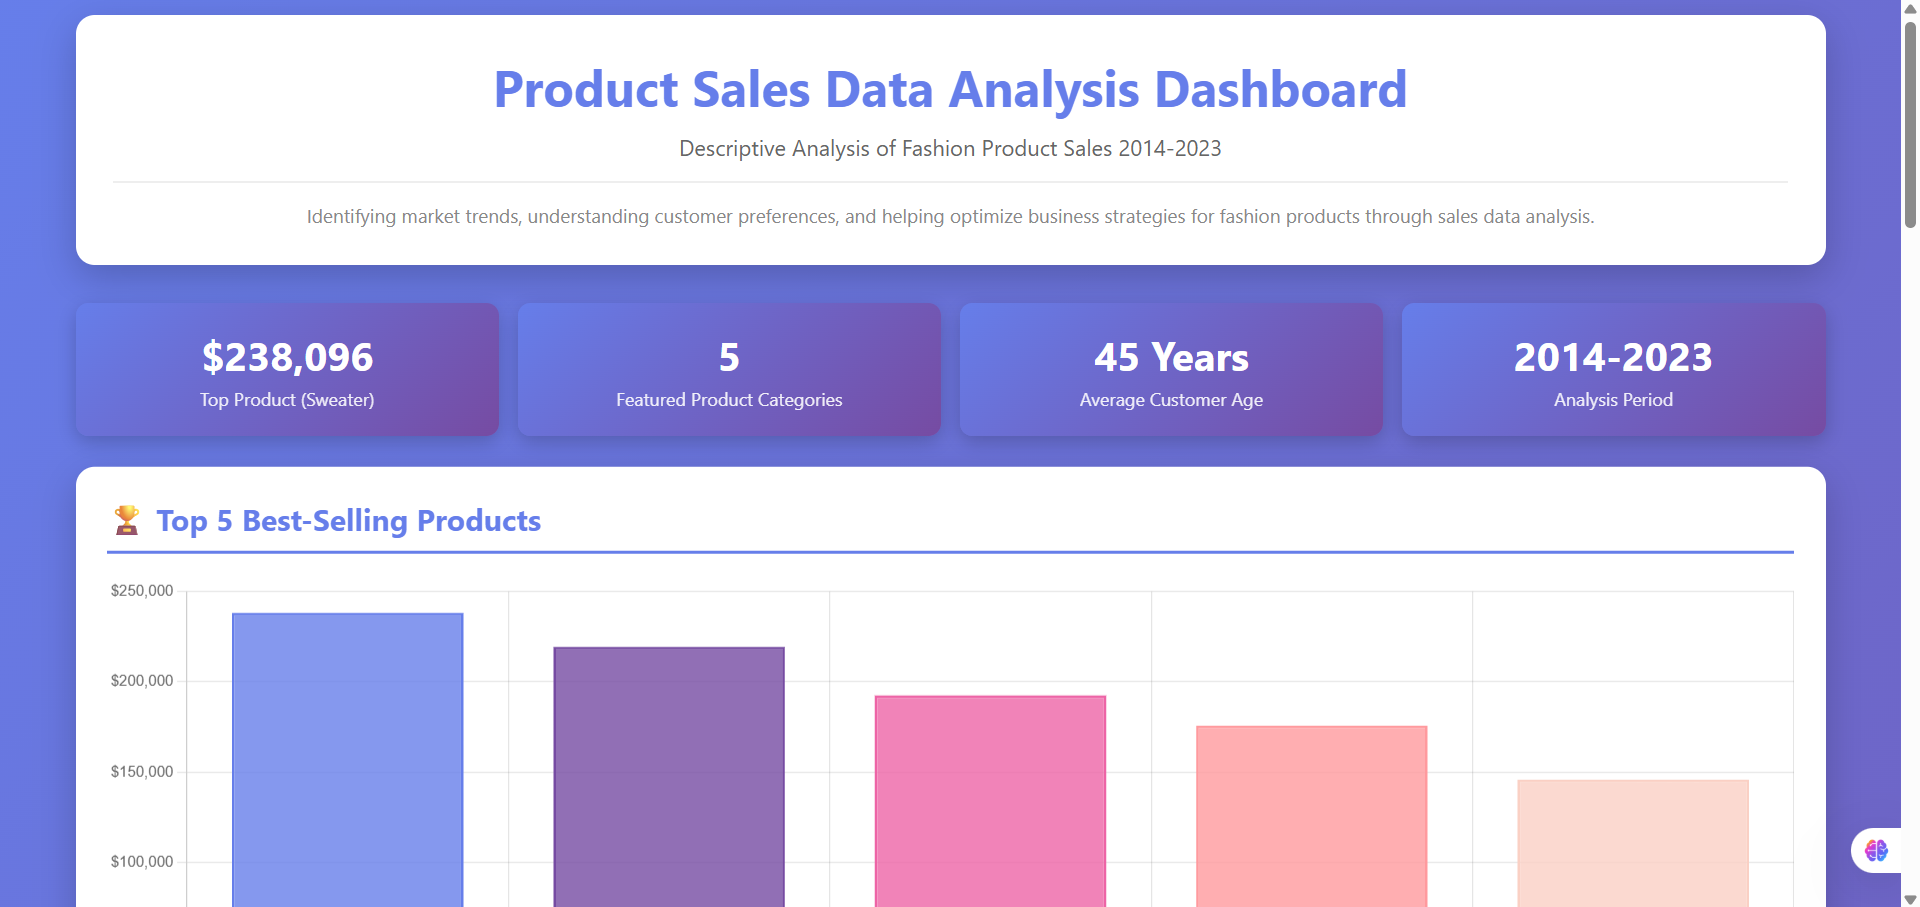 Product Sales Data Analysis Dashboard
Descriptive Analysis of Fashion Product Sales 2014-2023
Identifying market trends, understanding customer preferences, and helping optimize business strategies for fashion products through sales data analysis.
$238,096
Top Product (Sweater)
5
Featured Product Categories
45 Years
Average Customer Age
2014-2023
Analysis Period
Top 5 Best-Selling Products
$250,000
$200,000
$150,000
$100,000